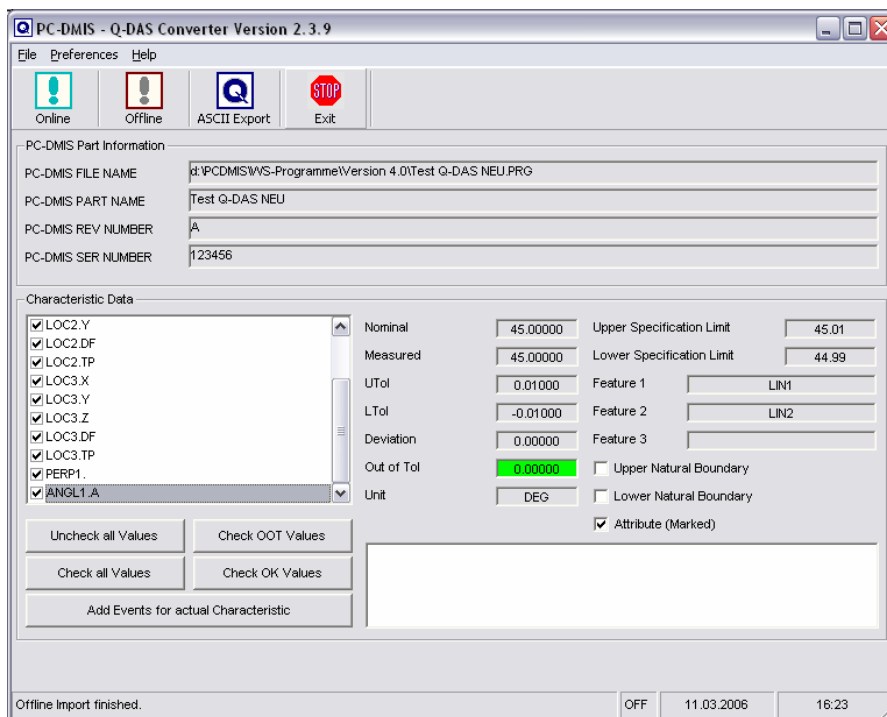 PC-DMIS - Q-DAS Converter Version 2.3.9
File Preferences Help
Online Offline ASCII Export STOP Exit
PC-DMIS Part Information
PC-DMIS FILE NAME d:\PCDMISW\VS-Programme\Version 4.0\Test Q-DAS NEU.PRG
PC-DMIS PART NAME Test Q-DAS NEU
PC-DMIS REV NUMBER A
PC-DMIS SER NUMBER 123456
Characteristic Data
LOC2.Y
LOC2.DF
LOC2.TP
LOC3.X
LOC3.Y
LOC3.Z
LOC3.DF
LOC3.TP
PERP1.
ANGL1.A
Nominal 45.00000 Upper Specification Limit 45.01
Measured 45.00000 Lower Specification Limit 44.99
UTol 0.01000 Feature 1 LIN1
LTol -0.01000 Feature 2 LIN2
Deviation 0.00000 Feature 3
Out of Tol 0.00000 Upper Natural Boundary
Unit DEG Lower Natural Boundary
Attribute (Marked)
Uncheck all Values Check OOT Values
Check all Values Check OK Values
Add Events for actual Characteristic
Offline Import finished. OFF 11.03.2006 16:23